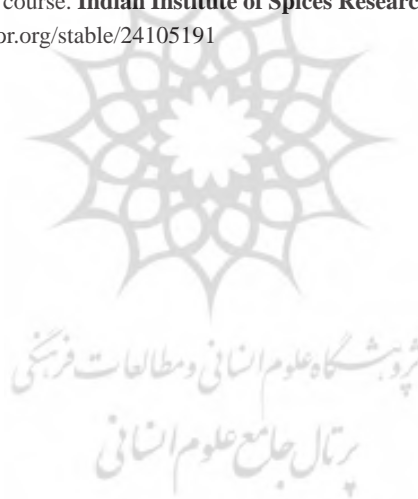 course. Indian Institute of Spices Researc
or.org/stable/24105191
پژوهشگاه علوم انسانی و مطالعات فرهنگی
پرتال جامع علوم انسانی